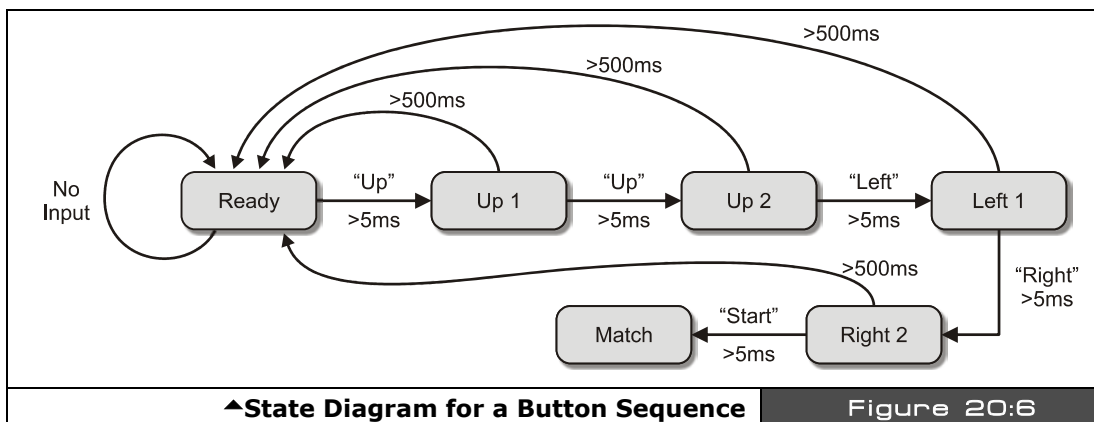 >500ms
>500ms
>500ms
No
Input
Ready
“Up”
>5ms
Up 1
“Up”
>5ms
Up 2
“Left”
>5ms
Left 1
“Right”
>5ms
>500ms
Match
“Start”
>5ms
Right 2
▲State Diagram for a Button Sequence
Figure 20:6